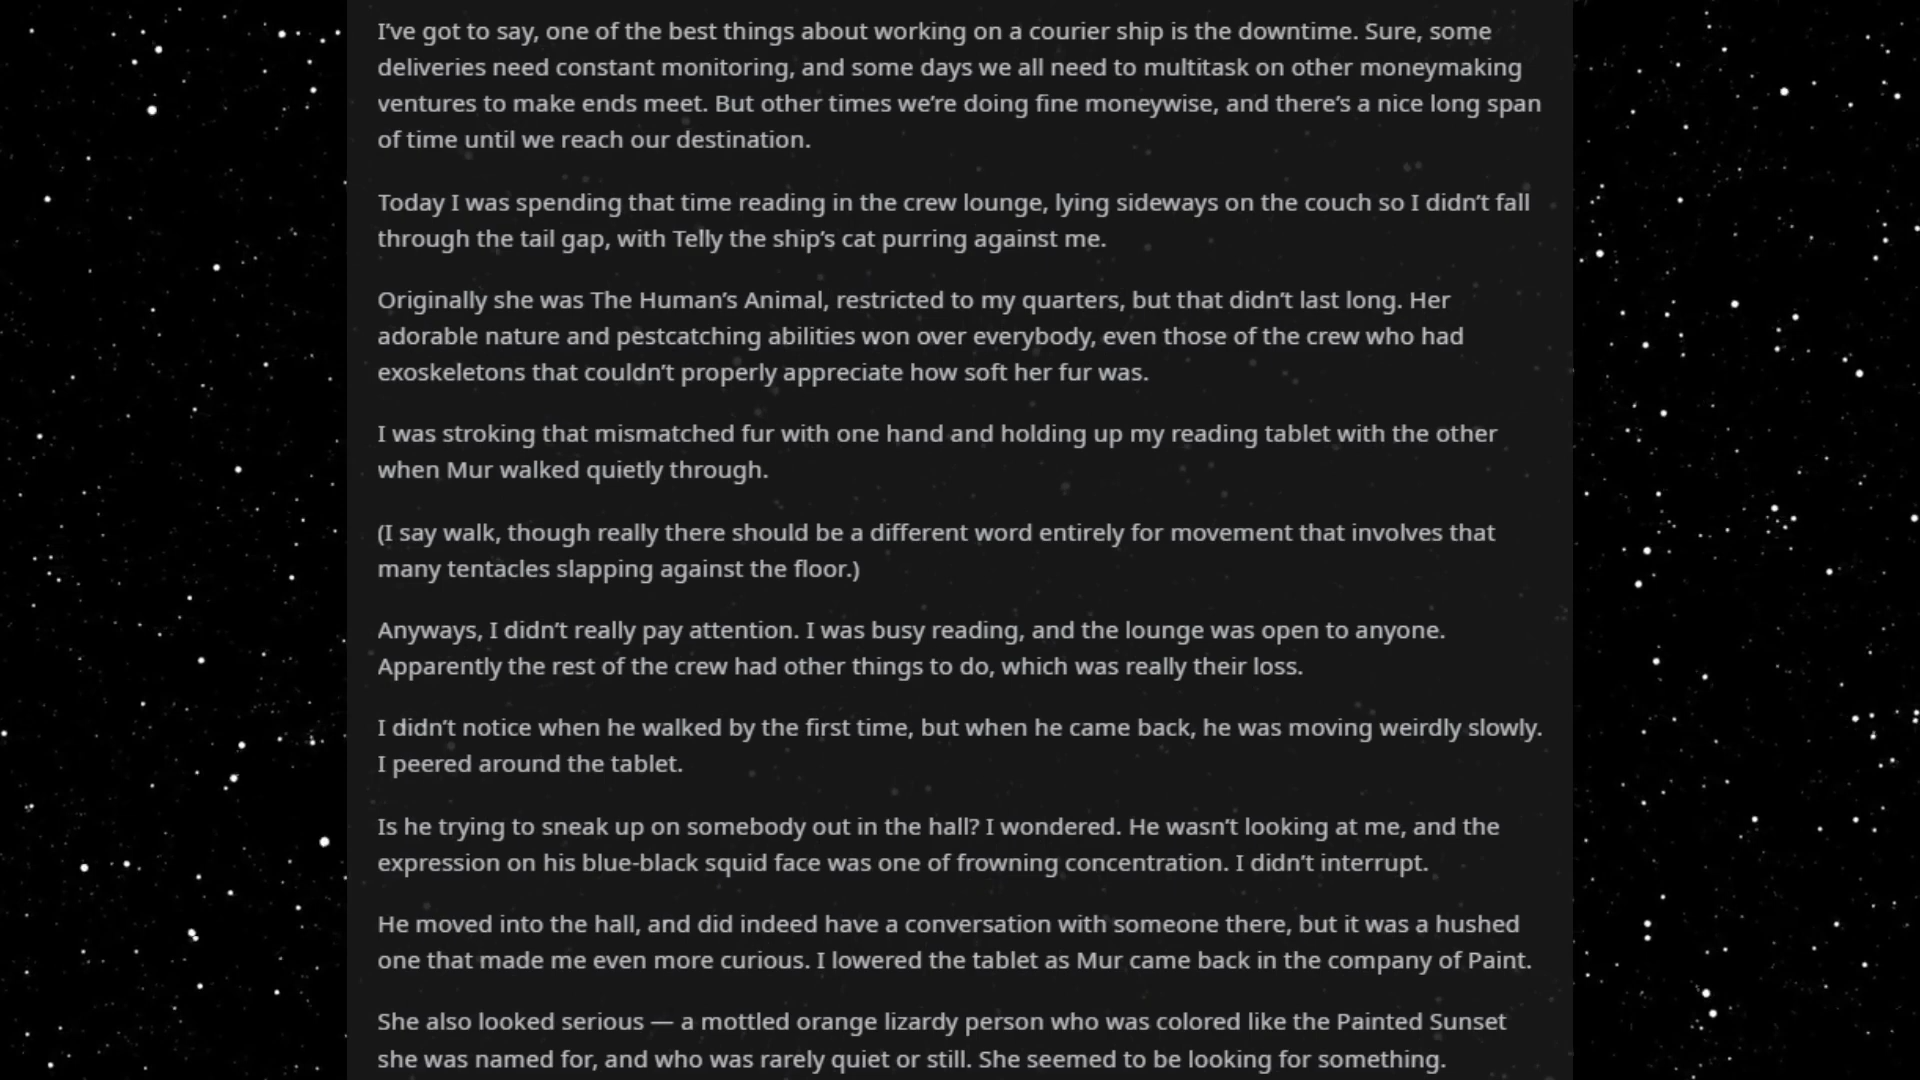 I’ve got to say, one of the best things about working on a courier ship is the downtime. Sure, some
deliveries need constant monitoring, and some days we all need to multitask on other moneymaking
ventures to make ends meet. But other times we’re doing fine moneywise, and there’s a nice long span
of time until we reach our destination.
Today I was spending that time reading in the crew lounge, lying sideways on the couch so I didn’t fall
through the tail gap, with Telly the ship’s cat purring against me.
Originally she was The Human’s Animal, restricted to my quarters, but that didn’t last long. Her
adorable nature and pestcatching abilities won over everybody, even those of the crew who had
exoskeletons that couldn’t properly appreciate how soft her fur was.
I was stroking that mismatched fur with one hand and holding up my reading tablet with the other
when Mur walked quietly through.
(I say walk, though really there should be a different word entirely for movement that involves that
many tentacles slapping against the floor.)
Anyways, I didn’t really pay attention. I was busy reading, and the lounge was open to anyone.
Apparently the rest of the crew had other things to do, which was really their loss.
I didn’t notice when he walked by the first time, but when he came back, he was moving weirdly slowly.
I peered around the tablet.
Is he trying to sneak up on somebody out in the hall? I wondered. He wasn’t looking at me, and the
expression on his blue-black squid face was one of frowning concentration. I didn’t interrupt.
He moved into the hall, and did indeed have a conversation with someone there, but it was a hushed
one that made me even more curious. I lowered the tablet as Mur came back in the company of Paint.
She also looked serious — a mottled orange lizardy person who was colored like the Painted Sunset
she was named for, and who was rarely quiet or still. She seemed to be looking for something.